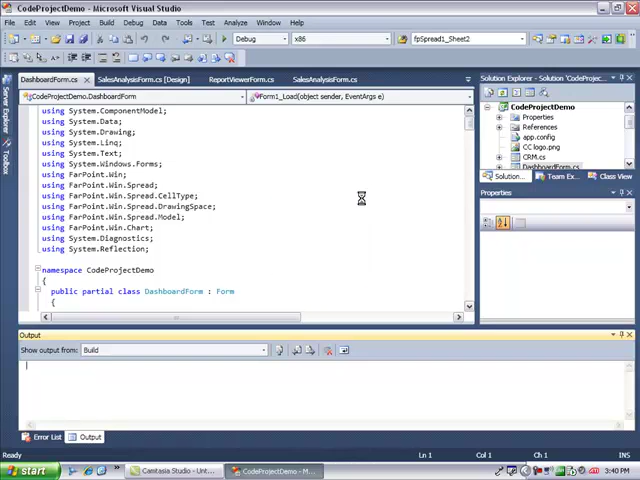 CodeProjectDemo - Microsoft Visual Studio
File Edit View Project Build Debug Data Tools Test Analyze Window Help
Debug x86 fpSpread1_Sheet2
DashboardForm.cs SalesAnalysisForm.cs [Design] ReportViewerForm.cs SalesAnalysisForm.cs
CodeProjectDemo.DashboardForm Form1_Load(object sender, EventArgs e)
using System.ComponentModel;
using System.Data;
using System.Drawing;
using System.Linq;
using System.Text;
using System.Windows.Forms;
using FarPoint.Win;
using FarPoint.Win.Spread;
using FarPoint.Win.Spread.CellType;
using FarPoint.Win.Spread.DrawingSpace;
using FarPoint.Win.Spread.Model;
using FarPoint.Win.Chart;
using System.Diagnostics;
using System.Reflection;
namespace CodeProjectDemo
{
public partial class DashboardForm : Form
{
Server Explorer
Toolbox
Solution Explorer - Solution 'CodeProj
CodeProjectDemo
Properties
References
app.config
CC logo.png
CRM.cs
DashboardForm.cs
Solution... Team Ex... Class View
Properties
Output
Show output from: Build
Error List Output
Ready Ln 1 Col 1 Ch 1 INS
start Camtasia Studio - Unt... CodeProjectDemo - M... 3:40 PM